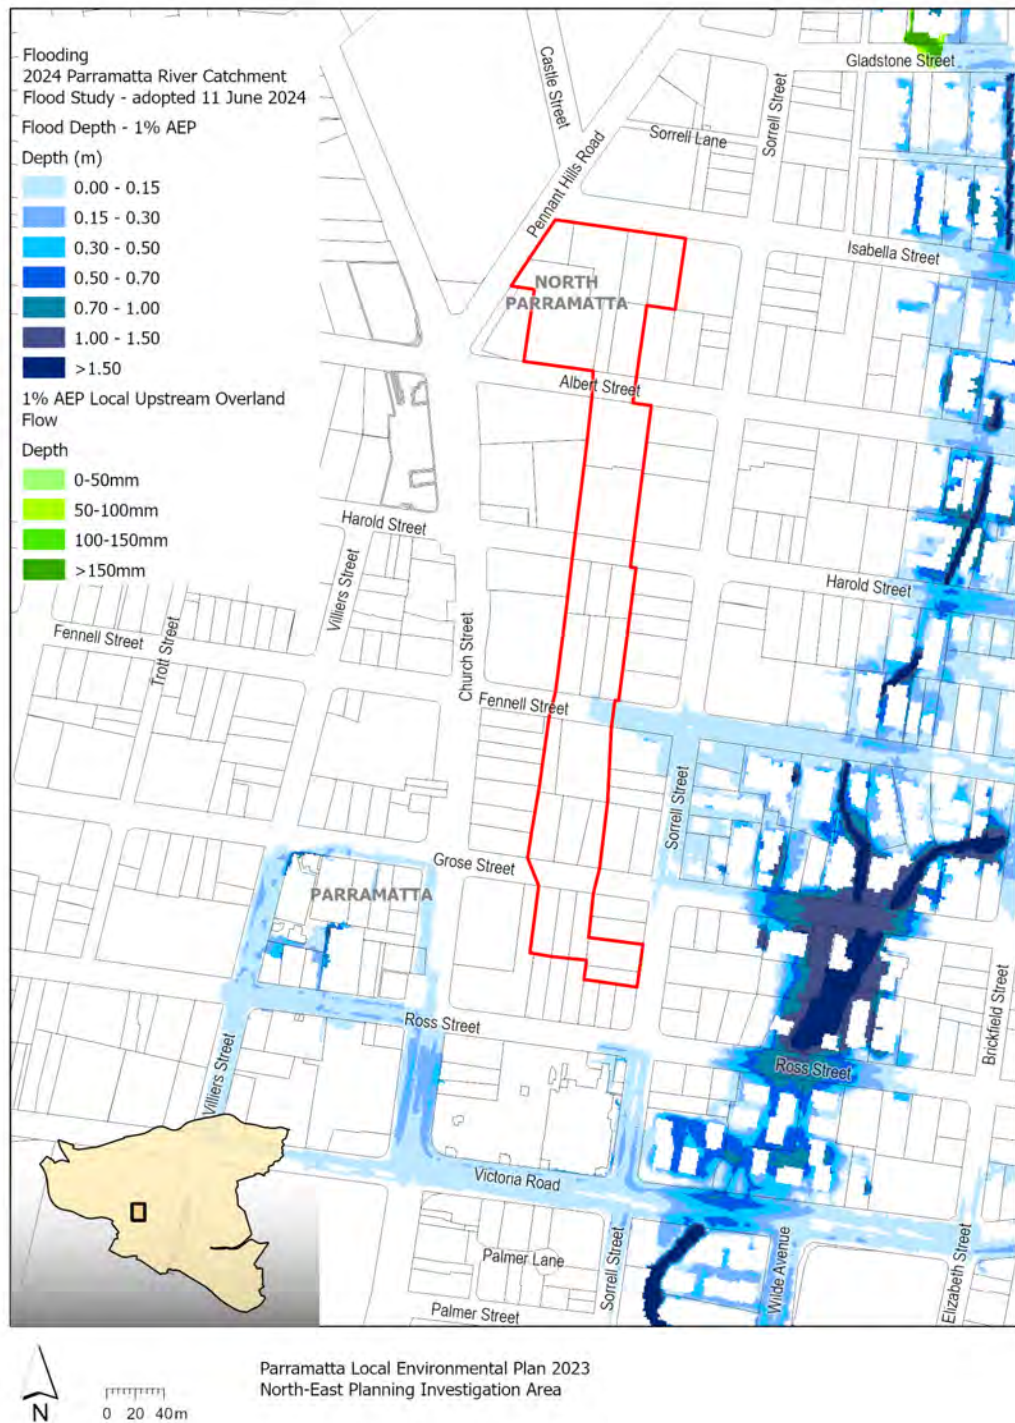 Flooding
2024 Parramatta River Catchment
Flood Study - adopted 11 June 2024
Flood Depth - 1% AEP
Depth (m)
0.00 - 0.15
0.15 - 0.30
0.30 - 0.50
0.50 - 0.70
0.70 - 1.00
1.00 - 1.50
>1.50
1% AEP Local Upstream Overland
Flow
Depth
0-50mm
50-100mm
100-150mm
>150mm
Castle Street
Gladstone Street
Sorrell Street
Sorrell Lane
Pennant Hills Road
Isabella Street
NORTH
PARRAMATTA
Albert Street
Harold Street
Villiers Street
Harold Street
Fennell Street
Trott Street
Church Street
Fennell Street
Sorrell Street
Grose Street
PARRAMATTA
Ross Street
Brickfield Street
Ross Street
Villiers Street
Victoria Road
Palmer Lane
Sorrell Street
Wilde Avenue
Elizabeth Street
Palmer Street
N
0 20 40m
Parramatta Local Environmental Plan 2023
North-East Planning Investigation Area